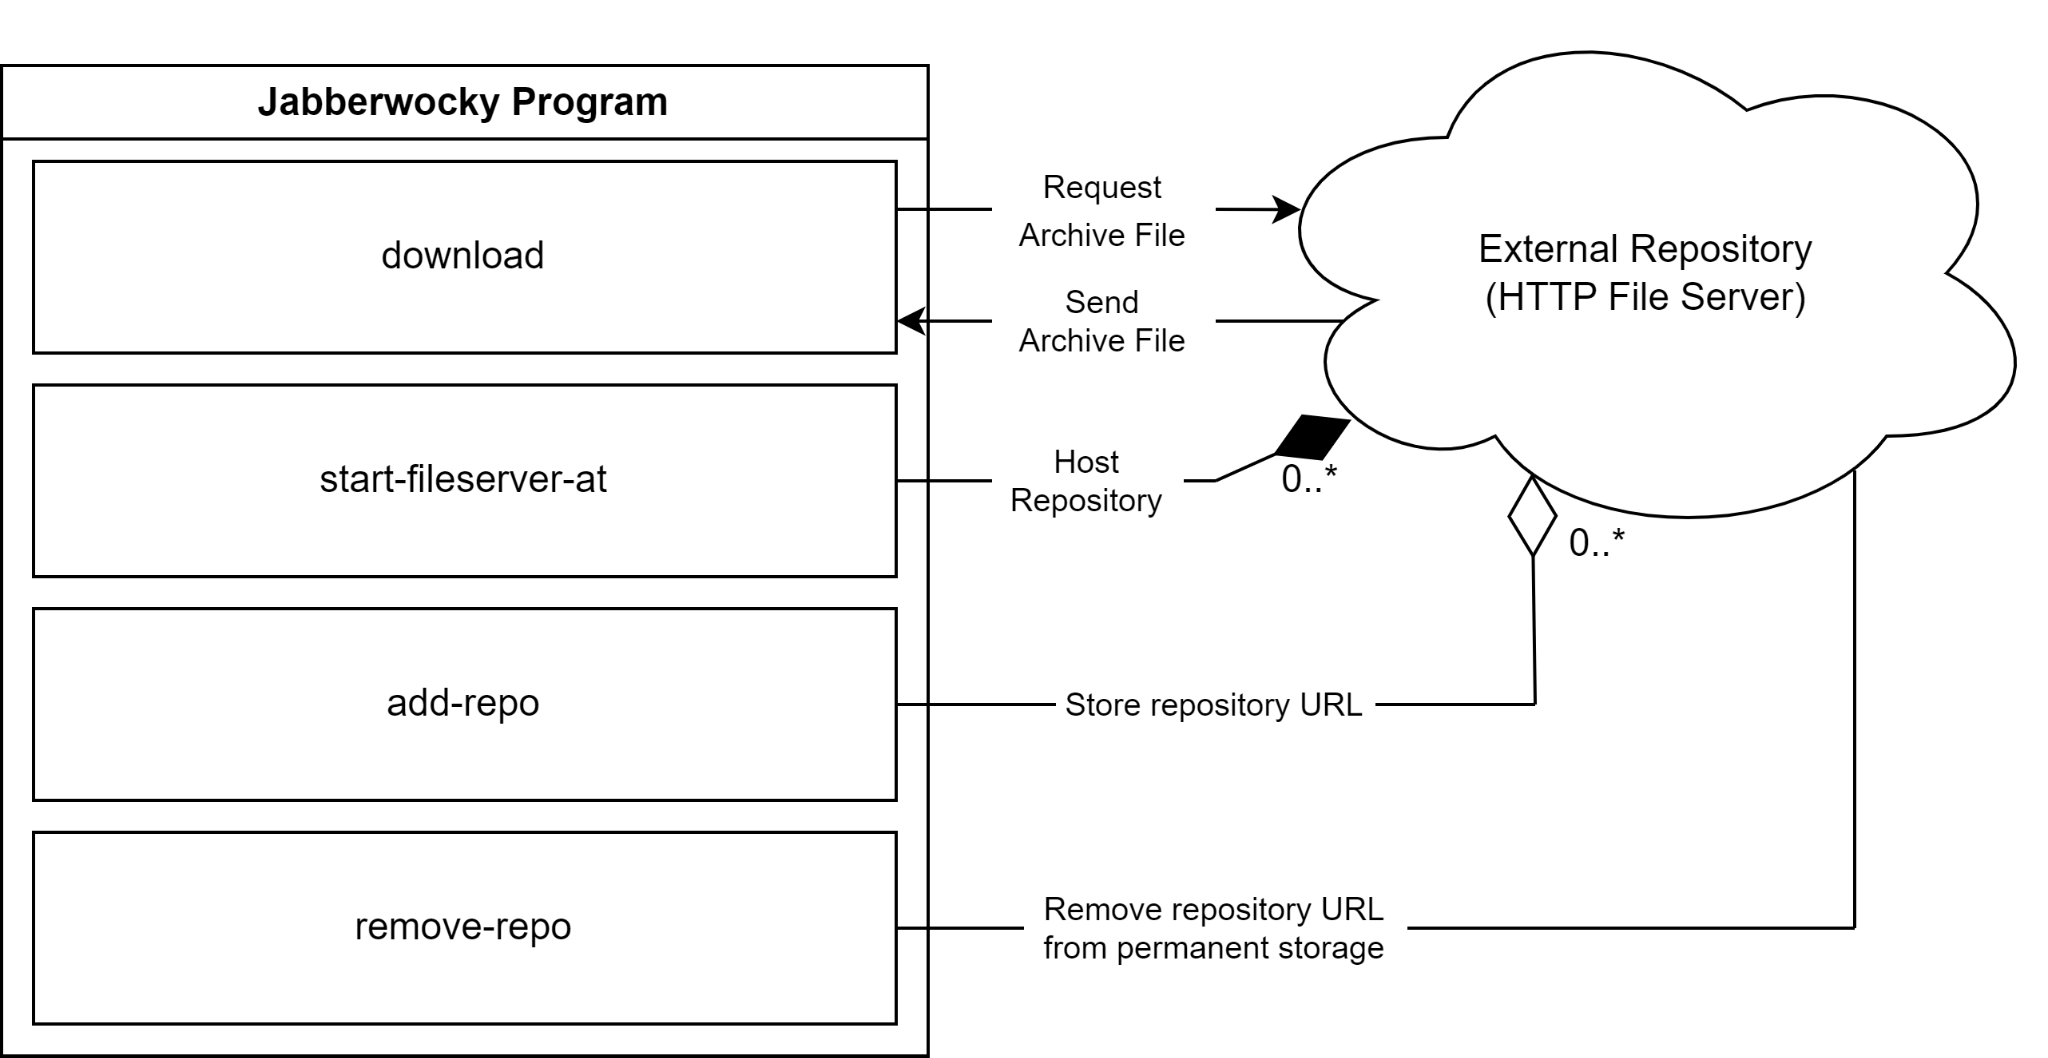 Jabberwocky Program
download
Request
Archive File
Send
Archive File
External Repository
(HTTP File Server)
start-fileserver-at
Host
Repository
0..*
0..*
add-repo
Store repository URL
remove-repo
Remove repository URL
from permanent storage